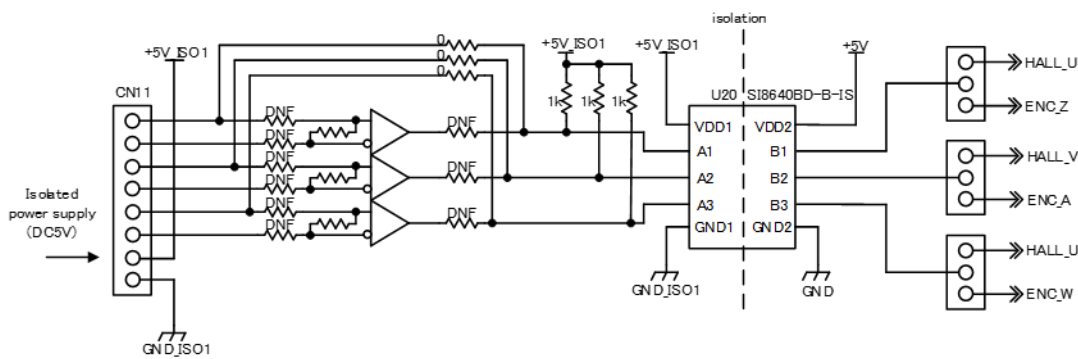 isolation
+5V_ISO1
0
0
0
+5V_ISO1
+5V_ISO1
+5V
CN11
DNF
DNF
DNF
DNF
DNF
DNF
DNF
DNF
DNF
1k
1k
1k
U20
SI8640BD-B-IS
VDD1
VDD2
A1
B1
A2
B2
A3
B3
GND1
GND2
HALL_U
ENC_Z
HALL_V
ENC_A
HALL_U
ENC_W
Isolated
power supply
(DC5V)
GND_ISO1
GND_ISO1
GND